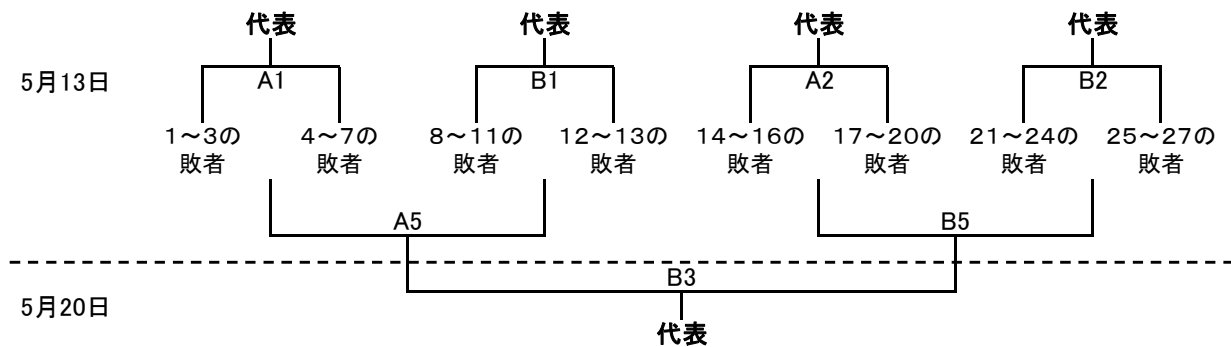 代表 代表 代表 代表
5月13日 A1 B1 A2 B2
1～3の 4～7の 8～11の 12～13の 14～16の 17～20の 21～24の 25～27の
敗者 敗者 敗者 敗者 敗者 敗者 敗者 敗者
A5 B5
B3
5月20日
代表